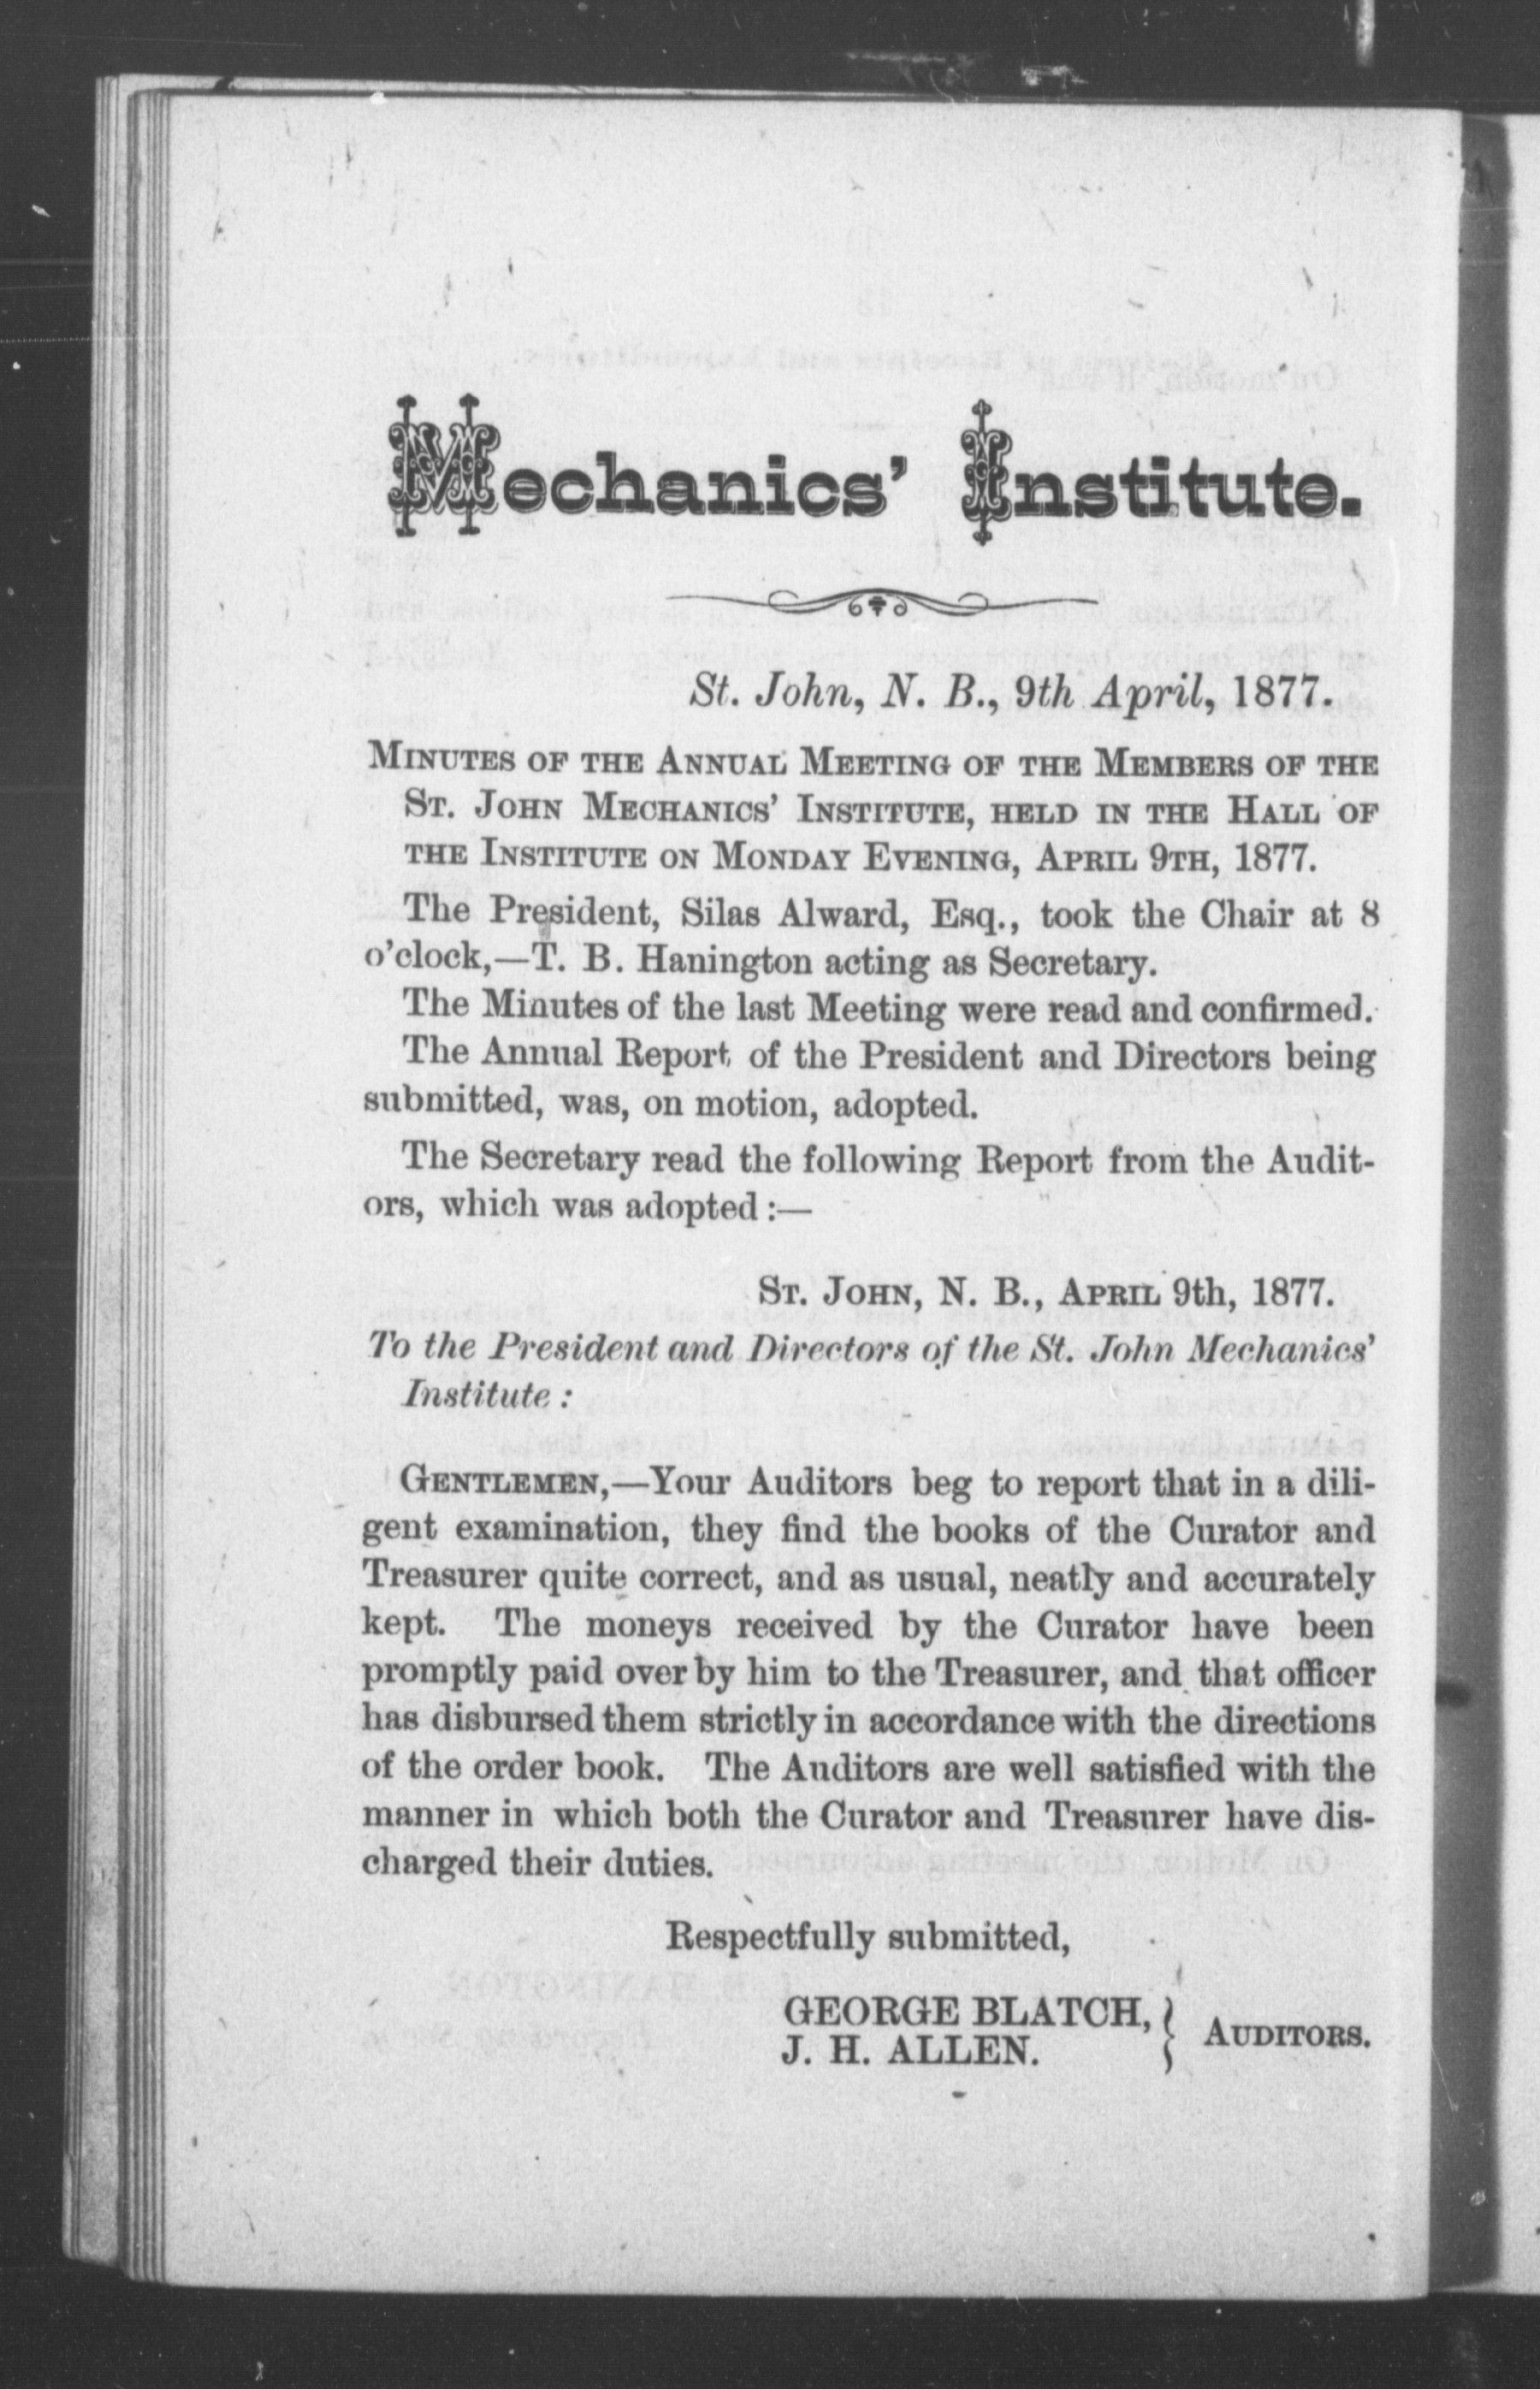 Mechanics' Institute.
St. John, N. B., 9th April, 1877.
MINUTES OF THE ANNUAL MEETING OF THE MEMBERS OF THE
ST. JOHN MECHANICS' INSTITUTE, HELD IN THE HALL OF
THE INSTITUTE ON MONDAY EVENING, APRIL 9TH, 1877.
The President, Silas Alward, Esq., took the Chair at 8
o'clock,—T. B. Hanington acting as Secretary.
The Minutes of the last Meeting were read and confirmed.
The Annual Report of the President and Directors being
submitted, was, on motion, adopted.
The Secretary read the following Report from the Audit-
ors, which was adopted :—
ST. JOHN, N. B., APRIL 9th, 1877.
To the President and Directors of the St. John Mechanics'
Institute :
GENTLEMEN,—Your Auditors beg to report that in a dili-
gent examination, they find the books of the Curator and
Treasurer quite correct, and as usual, neatly and accurately
kept. The moneys received by the Curator have been
promptly paid over by him to the Treasurer, and that officer
has disbursed them strictly in accordance with the directions
of the order book. The Auditors are well satisfied with the
manner in which both the Curator and Treasurer have dis-
charged their duties.
Respectfully submitted,
GEORGE BLATCH, } AUDITORS.
J. H. ALLEN.